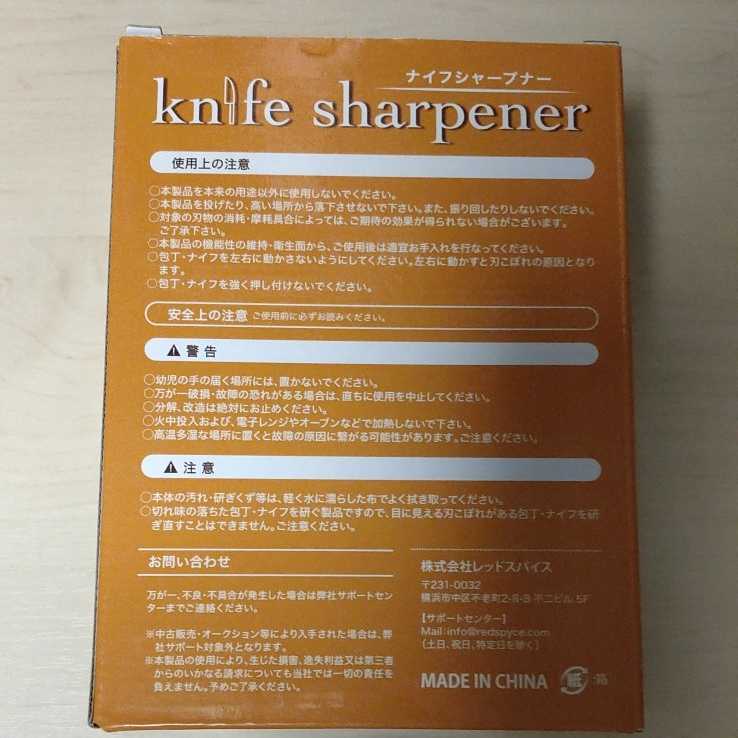 ナイフシャープナー
knife sharpener
使用上の注意
○本製品を本来の用途以外に使用しないでください。
○本製品を投げたり、高い場所から落下させないで下さい。また、振り回したりしないでください。
○対象の刃物の消耗・摩耗具合によっては、ご期待の効果が得られない場合がございます。
ご了承下さい。
○本製品の機能性の維持・衛生面から、ご使用後は適宜お手入れを行なってください。
○包丁・ナイフを左右に動かさないようにしてください。左右に動かすと刃こぼれの原因となり
ます。
○包丁・ナイフを強く押し付けないでください。
安全上の注意 ご使用前に必ずお読みください。
⚠ 警告
○幼児の手の届く場所には、置かないでください。
○万が一破損・故障の恐れがある場合は、直ちに使用を中止してください。
○分解、改造は絶対にお止めください。
○火中投入および、電子レンジやオーブンなどで加熱しないで下さい。
○高温多湿な場所に置くと故障の原因に繋がる可能性があります。ご注意ください。
⚠ 注意
○本体の汚れ・研ぎくず等は、軽く水に濡らした布でよく拭き取ってください。
○切れ味の落ちた包丁・ナイフを研ぐ製品ですので、目に見える刃こぼれがある包丁・ナイフを研
ぎ直すことはできません。ご注意ください。
お問い合わせ
万が一、不良・不具合が発生した場合は弊社サポートセン
ターまでご連絡ください。
※中古販売・オークション等により入手された場合は、弊
社サポート対象外となります。
※本製品の使用により、生じた損害、逸失利益又は第三者
からのいかなる請求についても当社では一切の責任を
負えません。予めご了承ください。
株式会社レッドスパイス
〒231-0032
横浜市中区不老町2-8-8 不二ビル 5F
【サポートセンター】
Mail:info@redspyce.com
(土日、祝日、特定日を除く)
MADE IN CHINA 紙 :箱